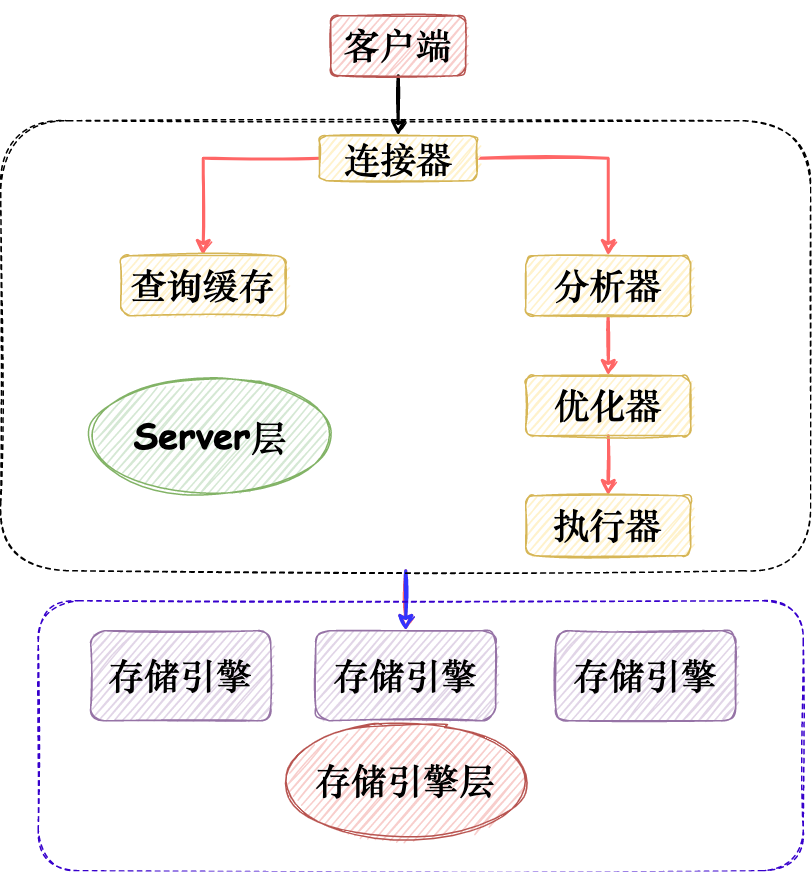 客户端
连接器
查询缓存
分析器
优化器
Server层
执行器
存储引擎
存储引擎
存储引擎
存储引擎层